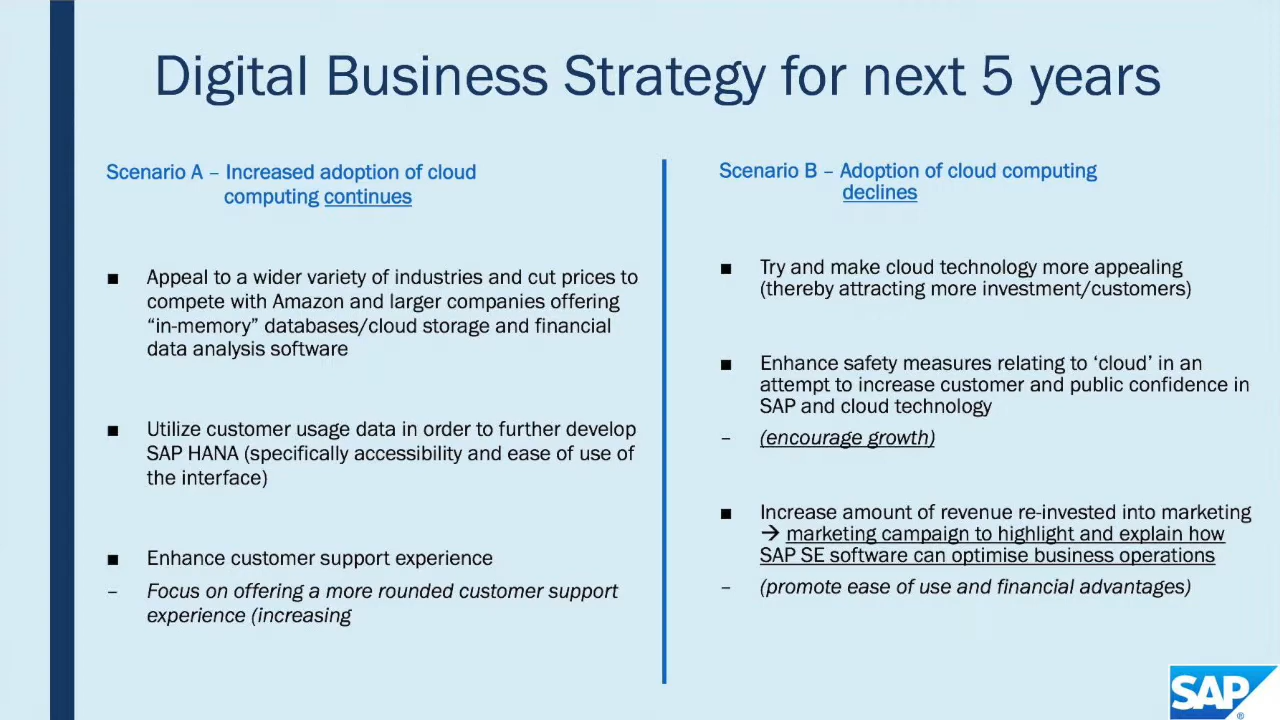 Digital Business Strategy for next 5 years
Scenario A – Increased adoption of cloud
computing continues
■ Appeal to a wider variety of industries and cut prices to
compete with Amazon and larger companies offering
“in-memory” databases/cloud storage and financial
data analysis software
■ Utilize customer usage data in order to further develop
SAP HANA (specifically accessibility and ease of use of
the interface)
■ Enhance customer support experience
– Focus on offering a more rounded customer support
experience (increasing
Scenario B – Adoption of cloud computing
declines
■ Try and make cloud technology more appealing
(thereby attracting more investment/customers)
■ Enhance safety measures relating to ‘cloud’ in an
attempt to increase customer and public confidence in
SAP and cloud technology
– (encourage growth)
■ Increase amount of revenue re-invested into marketing
→ marketing campaign to highlight and explain how
SAP SE software can optimise business operations
– (promote ease of use and financial advantages)
SAP®